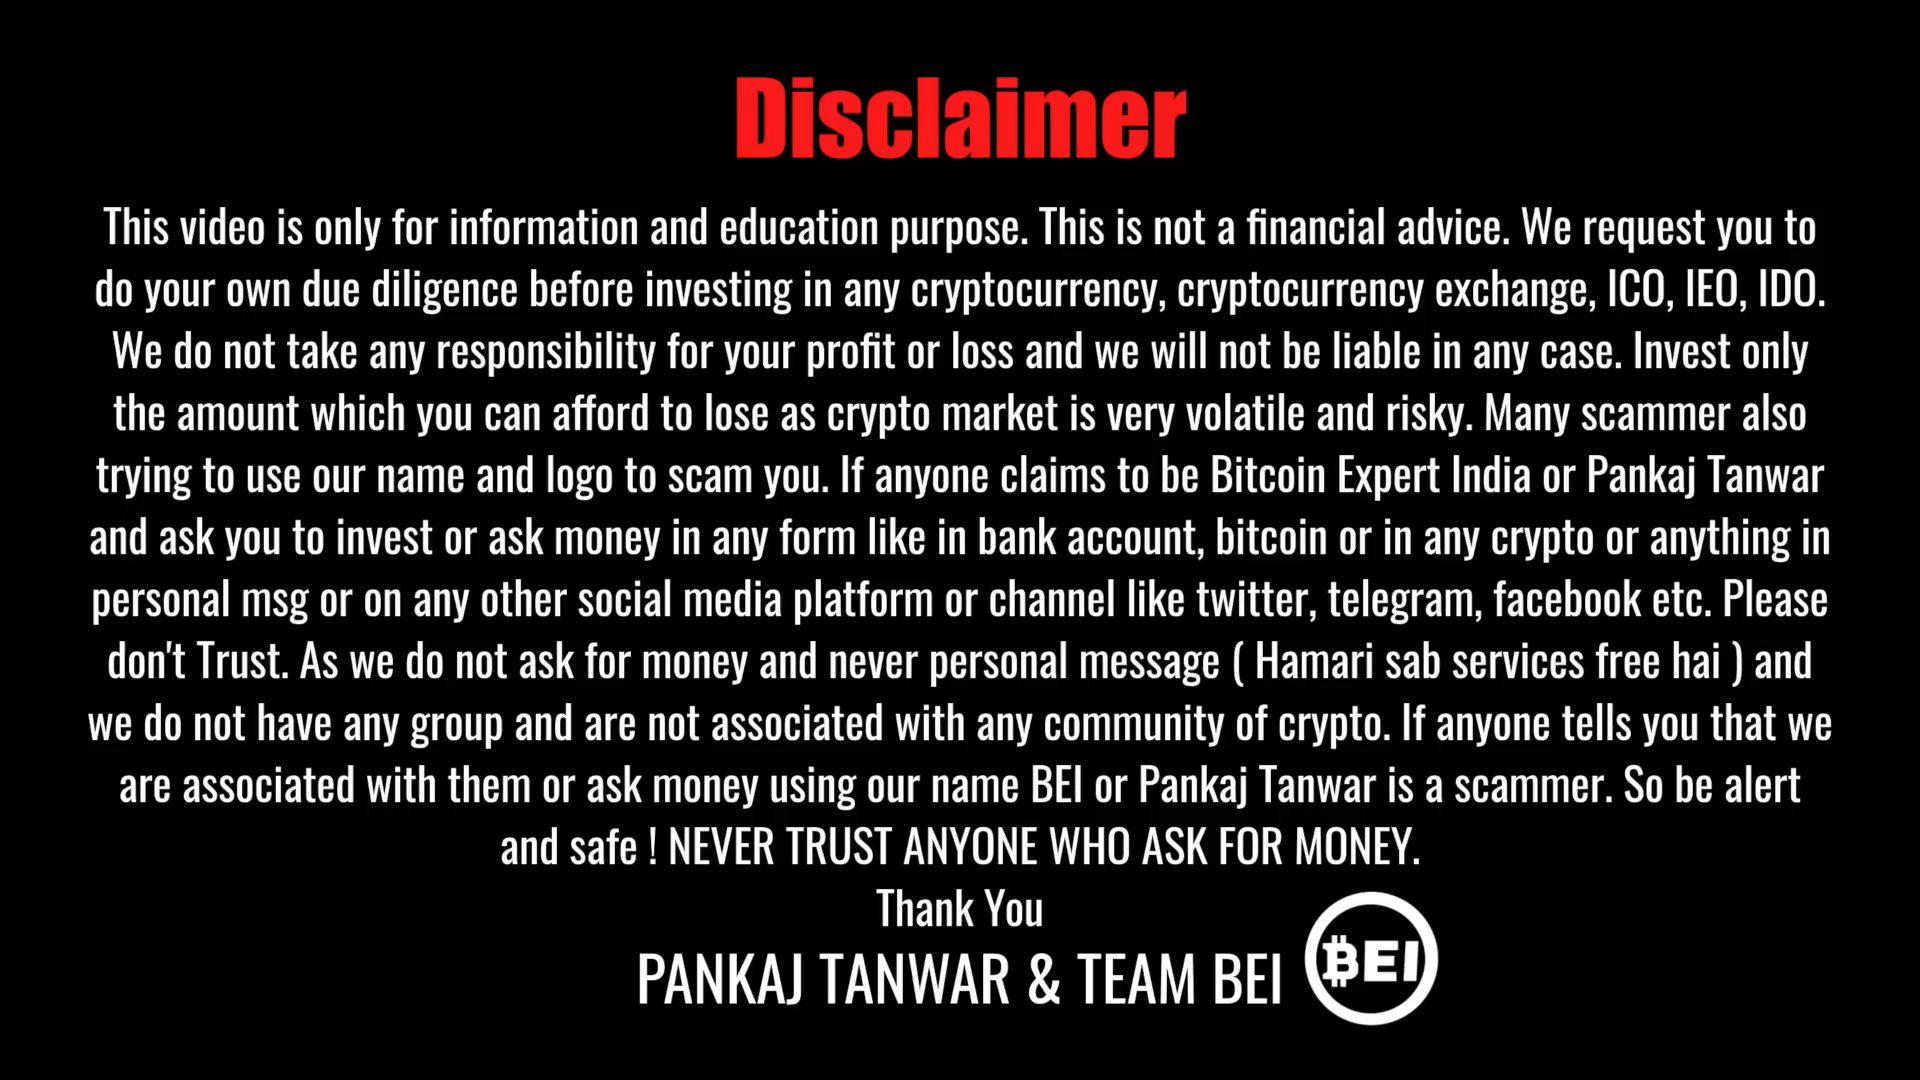 Disclaimer
This video is only for information and education purpose. This is not a financial advice. We request you to
do your own due diligence before investing in any cryptocurrency, cryptocurrency exchange, ICO, IEO, IDO.
We do not take any responsibility for your profit or loss and we will not be liable in any case. Invest only
the amount which you can afford to lose as crypto market is very volatile and risky. Many scammer also
trying to use our name and logo to scam you. If anyone claims to be Bitcoin Expert India or Pankaj Tanwar
and ask you to invest or ask money in any form like in bank account, bitcoin or in any crypto or anything in
personal msg or on any other social media platform or channel like twitter, telegram, facebook etc. Please
don't Trust. As we do not ask for money and never personal message ( Hamari sab services free hai ) and
we do not have any group and are not associated with any community of crypto. If anyone tells you that we
are associated with them or ask money using our name BEI or Pankaj Tanwar is a scammer. So be alert
and safe ! NEVER TRUST ANYONE WHO ASK FOR MONEY.
Thank You
PANKAJ TANWAR & TEAM BEI
BEI